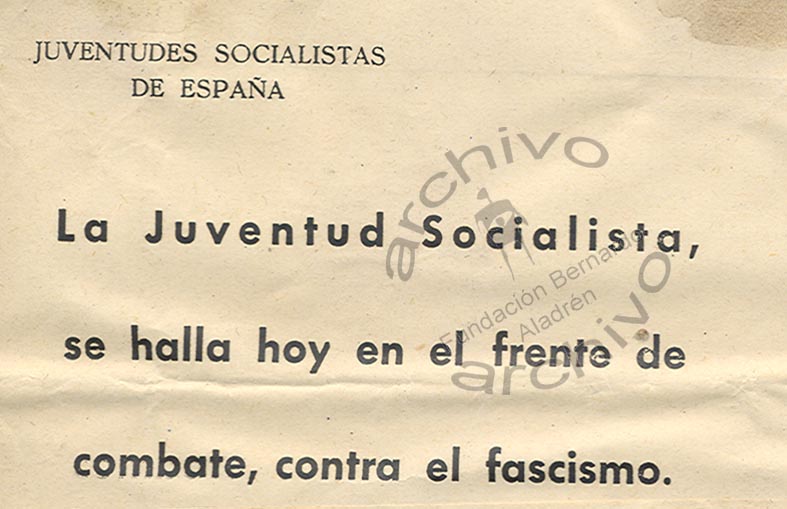 JUVENTUDES SOCIALISTAS
DE ESPAÑA
La Juventud Socialista,
se halla hoy en el frente de
combate, contra el fascismo.
archivo
Fundación Bernardo
Aladrén
archivo